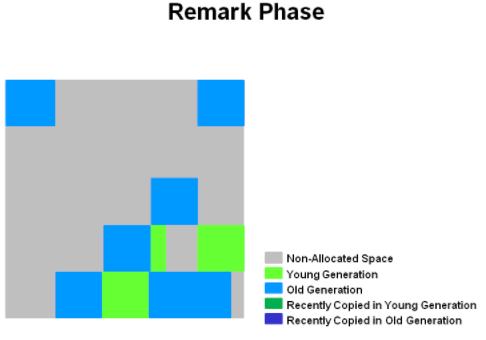 Remark Phase
Non-Allocated Space
Young Generation
Old Generation
Recently Copied in Young Generation
Recently Copied in Old Generation